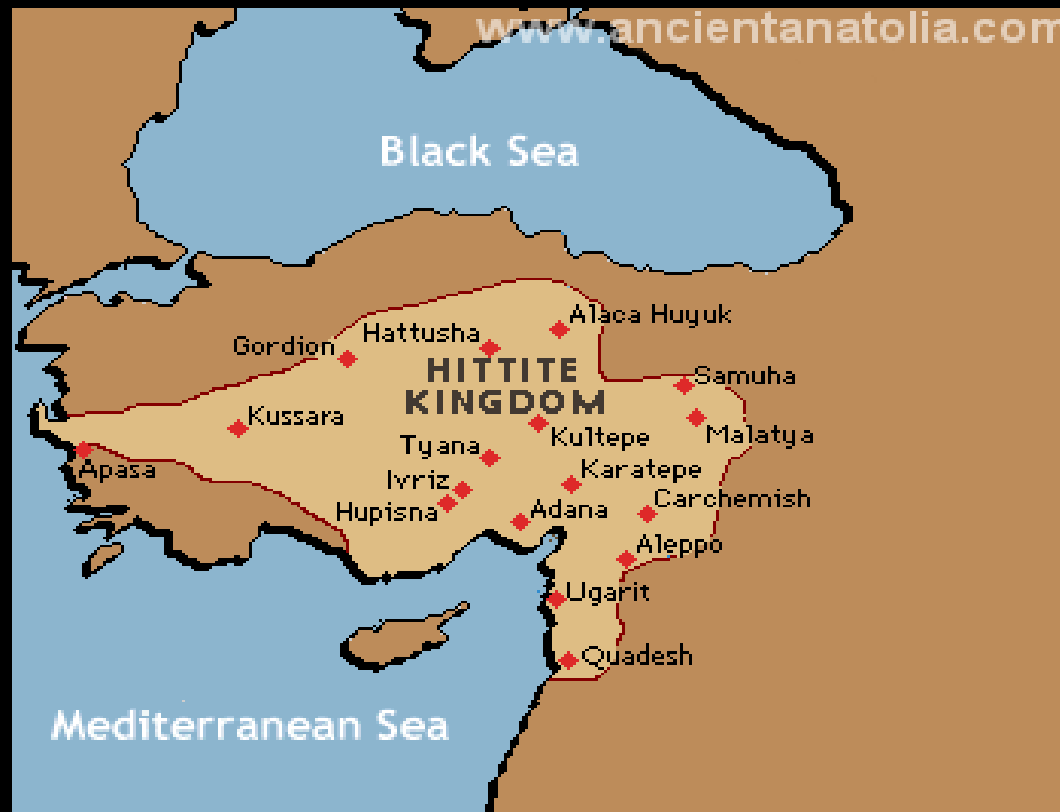 www.ancientanatolia.com
Black Sea
Alaca Huyuk
Hattusha
Gordion
HITTITE
KINGDOM
Samuha
Kussara
Malatya
Kultepe
Tyana
Apasa
Karatepe
Ivriz
Carchemish
Hupisna
Adana
Aleppo
Ugarit
Quadesh
Mediterranean Sea